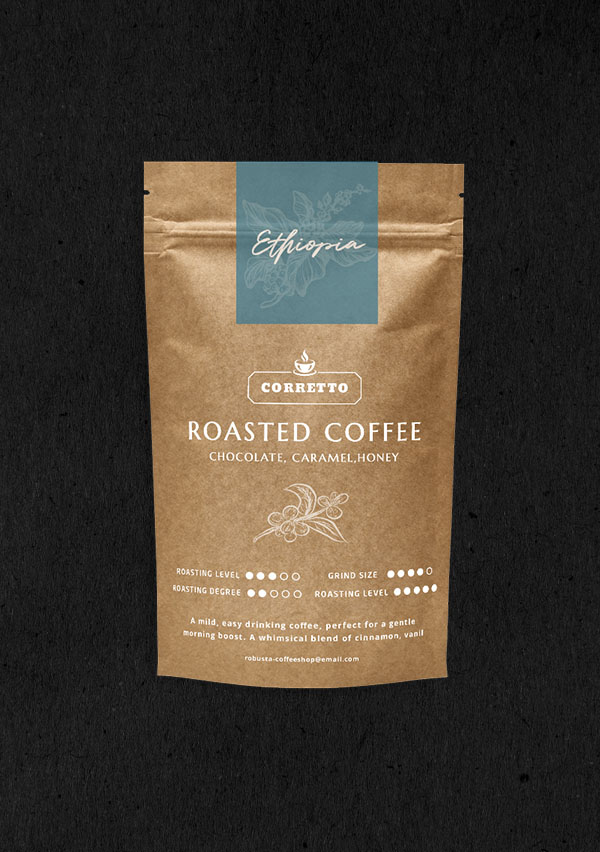 Ethiopia
CORRETTO
ROASTED COFFEE
CHOCOLATE, CARAMEL,HONEY
ROASTING LEVEL
GRIND SIZE
ROASTING DEGREE
ROASTING LEVEL
A mild, easy drinking coffee, perfect for a gentle
morning boost. A whimsical blend of cinnamon, vanil
robusta-coffeeshop@email.com